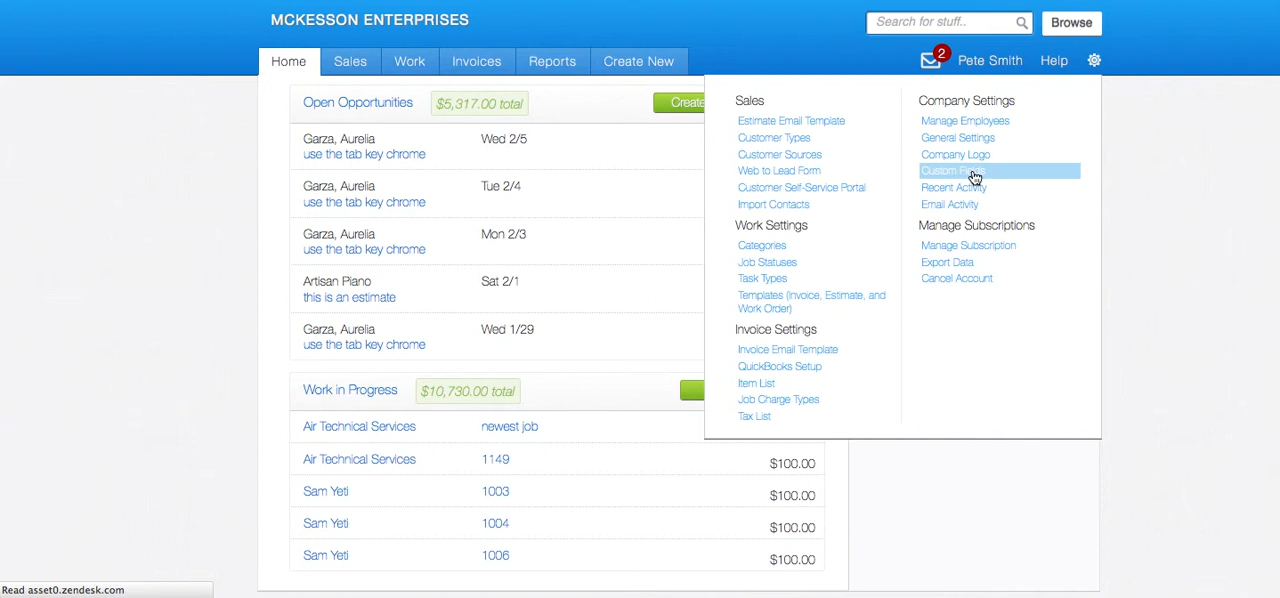 MCKESSON ENTERPRISES
Search for stuff..
Browse
Home
Sales
Work
Invoices
Reports
Create New
2
Pete Smith
Help
Open Opportunities
$5,317.00 total
Create
Garza, Aurelia
Wed 2/5
use the tab key chrome
Garza, Aurelia
Tue 2/4
use the tab key chrome
Garza, Aurelia
Mon 2/3
use the tab key chrome
Artisan Piano
Sat 2/1
this is an estimate
Garza, Aurelia
Wed 1/29
use the tab key chrome
Work in Progress
$10,730.00 total
Air Technical Services
newest job
Air Technical Services
1149
$100.00
Sam Yeti
1003
$100.00
Sam Yeti
1004
$100.00
Sam Yeti
1006
$100.00
Sales
Estimate Email Template
Customer Types
Customer Sources
Web to Lead Form
Customer Self-Service Portal
Import Contacts
Work Settings
Categories
Job Statuses
Task Types
Templates (Invoice, Estimate, and
Work Order)
Invoice Settings
Invoice Email Template
QuickBooks Setup
Item List
Job Charge Types
Tax List
Company Settings
Manage Employees
General Settings
Company Logo
Custom Fields
Recent Activity
Email Activity
Manage Subscriptions
Manage Subscription
Export Data
Cancel Account
Read asset0.zendesk.com